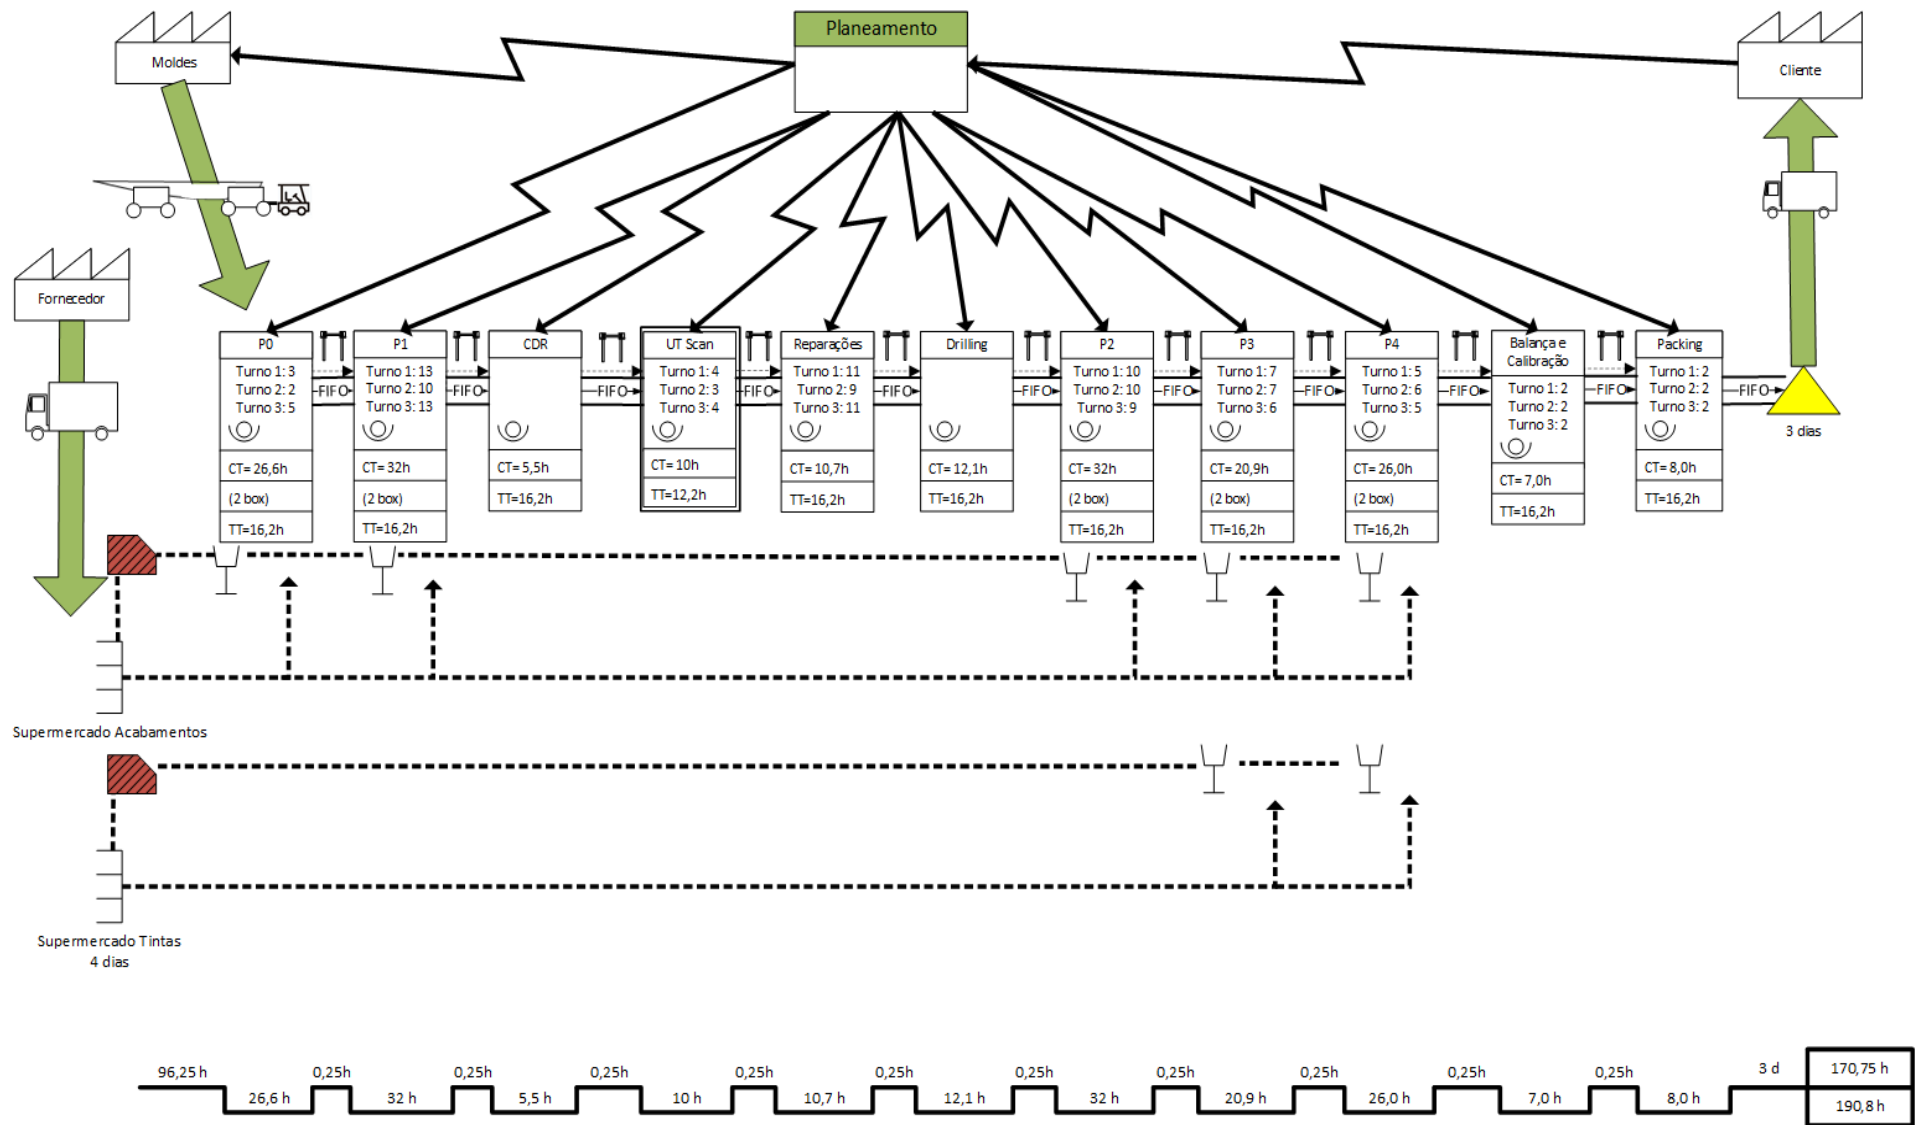 Planeamento
Moldes
Cliente
Fornecedor
P0
Turno 1: 3
Turno 2: 2
Turno 3: 5
CT= 26,6h
(2 box)
TT=16,2h
FIFO
P1
Turno 1: 13
Turno 2: 10
Turno 3: 13
CT= 32h
(2 box)
TT=16,2h
FIFO
CDR
CT= 5,5h
TT=16,2h
FIFO
UT Scan
Turno 1: 4
Turno 2: 3
Turno 3: 4
CT= 10h
TT=12,2h
FIFO
Reparações
Turno 1: 11
Turno 2: 9
Turno 3: 11
CT= 10,7h
TT=16,2h
FIFO
Drilling
CT= 12,1h
TT=16,2h
FIFO
P2
Turno 1: 10
Turno 2: 10
Turno 3: 9
CT= 32h
(2 box)
TT=16,2h
FIFO
P3
Turno 1: 7
Turno 2: 7
Turno 3: 6
CT= 20,9h
(2 box)
TT=16,2h
FIFO
P4
Turno 1: 5
Turno 2: 6
Turno 3: 5
CT= 26,0h
(2 box)
TT=16,2h
FIFO
Balança e
Calibração
Turno 1: 2
Turno 2: 2
Turno 3: 2
CT= 7,0h
TT=16,2h
FIFO
Packing
Turno 1: 2
Turno 2: 2
Turno 3: 2
CT= 8,0h
TT=16,2h
FIFO
3 dias
Supermercado Acabamentos
Supermercado Tintas
4 dias
96,25 h
0,25h
0,25h
0,25h
0,25h
0,25h
0,25h
0,25h
0,25h
0,25h
0,25h
3 d
170,75 h
26,6 h
32 h
5,5 h
10 h
10,7 h
12,1 h
32 h
20,9 h
26,0 h
7,0 h
8,0 h
190,8 h